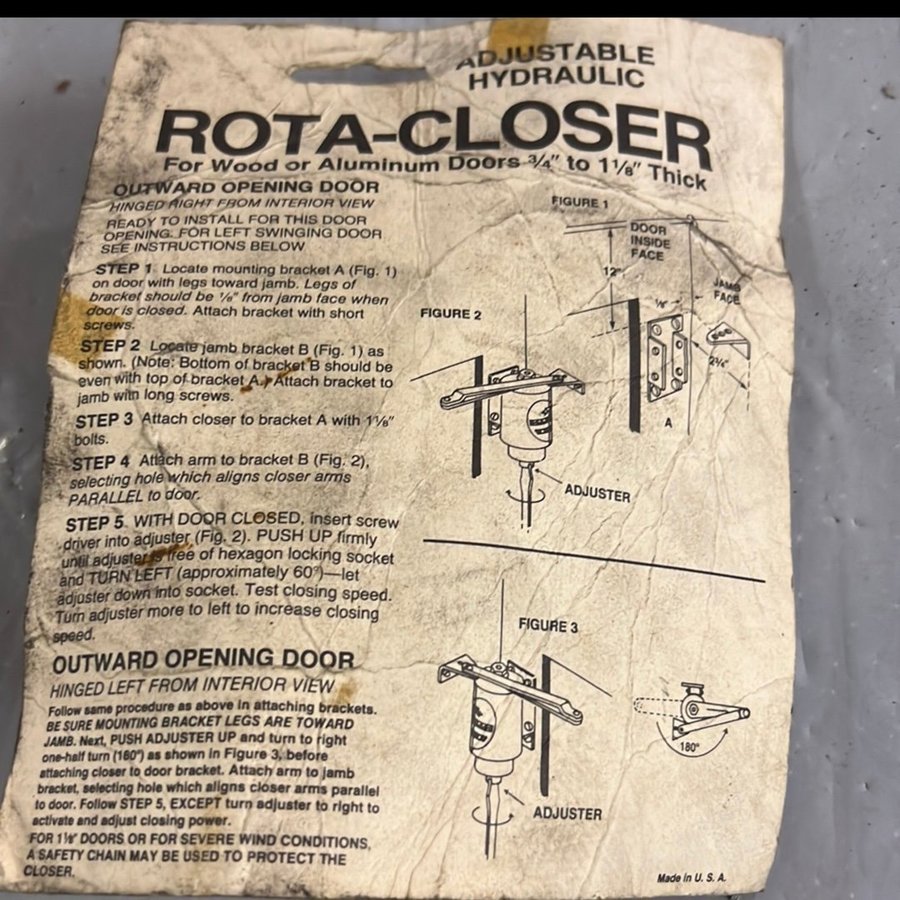 ADJUSTABLE
HYDRAULIC
ROTA-CLOSER
For Wood or Aluminum Doors 3/4" to 1 1/8" Thick
OUTWARD OPENING DOOR
HINGED RIGHT FROM INTERIOR VIEW
READY TO INSTALL FOR THIS DOOR
OPENING. FOR LEFT SWINGING DOOR
SEE INSTRUCTIONS BELOW
STEP 1 Locate mounting bracket A (Fig. 1)
on door with legs toward jamb. Legs of
bracket should be 1/8" from jamb face when
door is closed. Attach bracket with short
screws.
STEP 2 Locate jamb bracket B (Fig. 1) as
shown. (Note: Bottom of bracket B should be
even with top of bracket A.) Attach bracket to
jamb with long screws.
STEP 3 Attach closer to bracket A with 1 1/8"
bolts.
STEP 4 Attach arm to bracket B (Fig. 2),
selecting hole which aligns closer arms
PARALLEL to door.
STEP 5 WITH DOOR CLOSED, insert screw
driver into adjuster (Fig. 2). PUSH UP firmly
until adjuster is free of hexagon locking socket
and TURN LEFT (approximately 60°)—let
adjuster down into socket. Test closing speed.
Turn adjuster more to left to increase closing
speed.
OUTWARD OPENING DOOR
HINGED LEFT FROM INTERIOR VIEW
Follow same procedure as above in attaching brackets.
BE SURE MOUNTING BRACKET LEGS ARE TOWARD
JAMB. Next, PUSH ADJUSTER UP and turn to right
one-half turn (180°) as shown in Figure 3, before
attaching closer to door bracket. Attach arm to jamb
bracket, selecting hole which aligns closer arms parallel
to door. Follow STEP 5, EXCEPT turn adjuster to right to
activate and adjust closing power.
FOR 1 1/8" DOORS OR FOR SEVERE WIND CONDITIONS,
A SAFETY CHAIN MAY BE USED TO PROTECT THE
CLOSER.
FIGURE 1
DOOR
INSIDE
FACE
12"
JAMB
FACE
1/8"
2 3/4"
A
FIGURE 2
ADJUSTER
FIGURE 3
180°
ADJUSTER
Made in U. S. A.